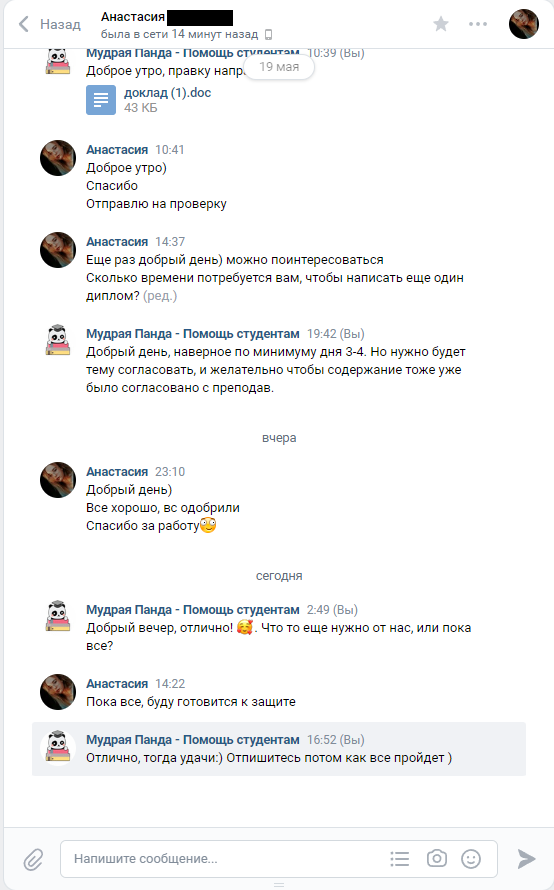 Назад
Анастасия
была в сети 14 минут назад
Мудрая Панда - Помощь студентам 10:39 (Вы)
Доброе утро, правку
19 мая
доклад (1).doc
43 КБ
Анастасия 10:41
Доброе утро)
Спасибо
Отправлю на проверку
Анастасия 14:37
Еще раз добрый день) можно поинтересоваться
Сколько времени потребуется вам, чтобы написать еще один
диплом? (ред.)
Мудрая Панда - Помощь студентам 19:42 (Вы)
Добрый день, наверное по минимуму дня 3-4. Но нужно будет
тему согласовать, и желательно чтобы содержание тоже уже
было согласовано с преподав.
вчера
Анастасия 23:10
Добрый день)
Все хорошо, вс одобрили
Спасибо за работу😳
сегодня
Мудрая Панда - Помощь студентам 2:49 (Вы)
Добрый вечер, отлично! 🥰. Что то еще нужно от нас, или пока
все?
Анастасия 14:22
Пока все, буду готовится к защите
Мудрая Панда - Помощь студентам 16:52 (Вы)
Отлично, тогда удачи:) Отпишитесь потом как все пройдет )
Напишите сообщение...